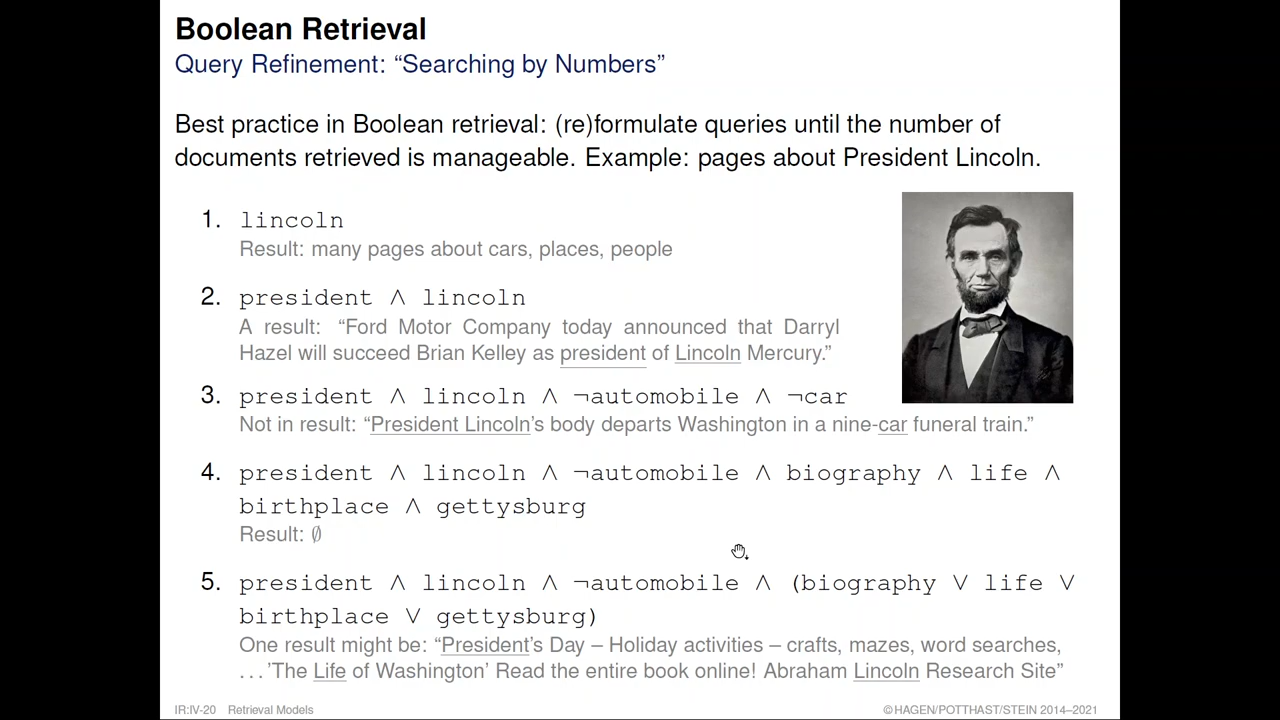 Boolean Retrieval
Query Refinement: “Searching by Numbers”
Best practice in Boolean retrieval: (re)formulate queries until the number of
documents retrieved is manageable. Example: pages about President Lincoln.
1. lincoln
Result: many pages about cars, places, people
2. president ∧ lincoln
A result: “Ford Motor Company today announced that Darryl
Hazel will succeed Brian Kelley as president of Lincoln Mercury.”
3. president ∧ lincoln ∧ ¬automobile ∧ ¬car
Not in result: “President Lincoln’s body departs Washington in a nine-car funeral train.”
4. president ∧ lincoln ∧ ¬automobile ∧ biography ∧ life ∧
birthplace ∧ gettysburg
Result: ∅
5. president ∧ lincoln ∧ ¬automobile ∧ (biography ∨ life ∨
birthplace ∨ gettysburg)
One result might be: “President’s Day – Holiday activities – crafts, mazes, word searches,
. . . ’The Life of Washington’ Read the entire book online! Abraham Lincoln Research Site”
IR:IV-20 Retrieval Models
©HAGEN/POTTHAST/STEIN 2014–2021